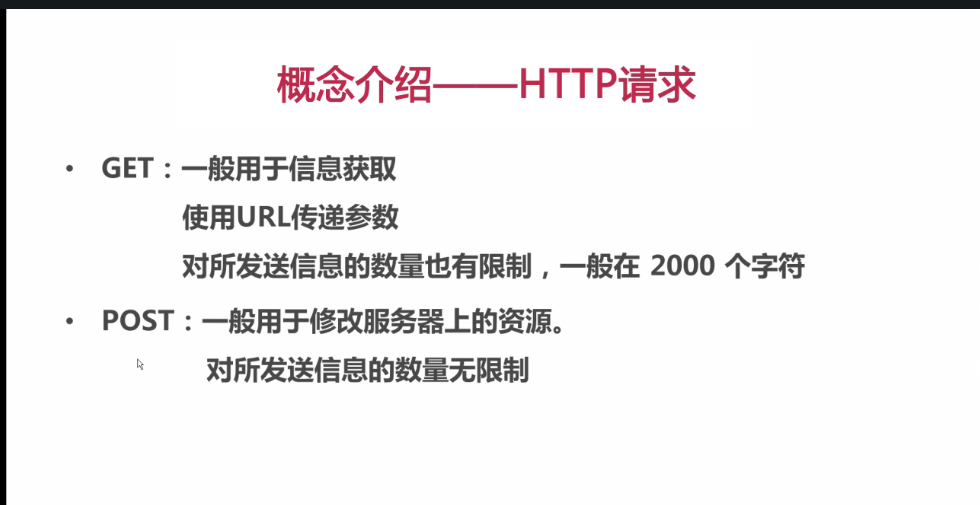 概念介绍——HTTP请求
• GET：一般用于信息获取
使用URL传递参数
对所发送信息的数量也有限制，一般在 2000 个字符
• POST：一般用于修改服务器上的资源。
对所发送信息的数量无限制